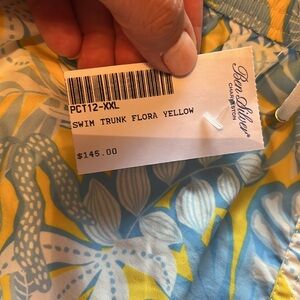 PCT12-XXL
SWIM TRUNK FLORA YELLOW
$145.00
Ben Silver
CHARLESTON